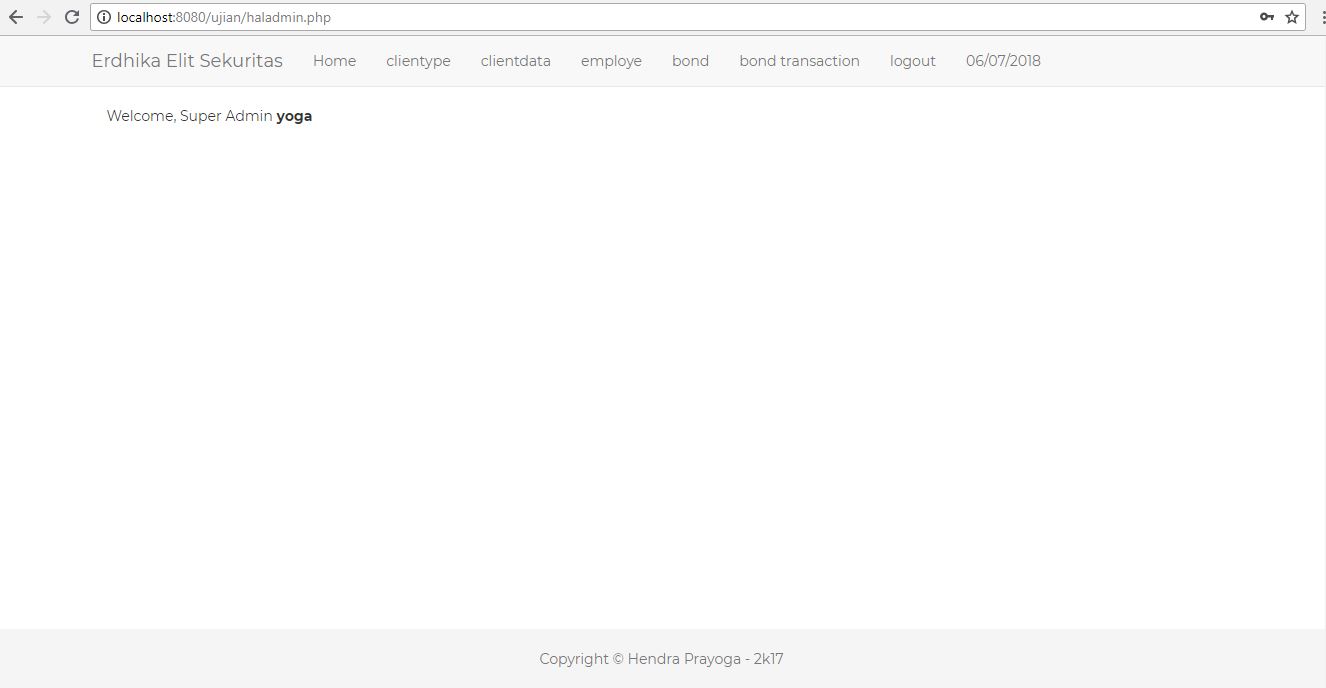 localhost:8080/ujian/haladmin.php
Erdhika Elit Sekuritas Home clientype clientdata employe bond bond transaction logout 06/07/2018
Welcome, Super Admin yoga
Copyright © Hendra Prayoga - 2k17